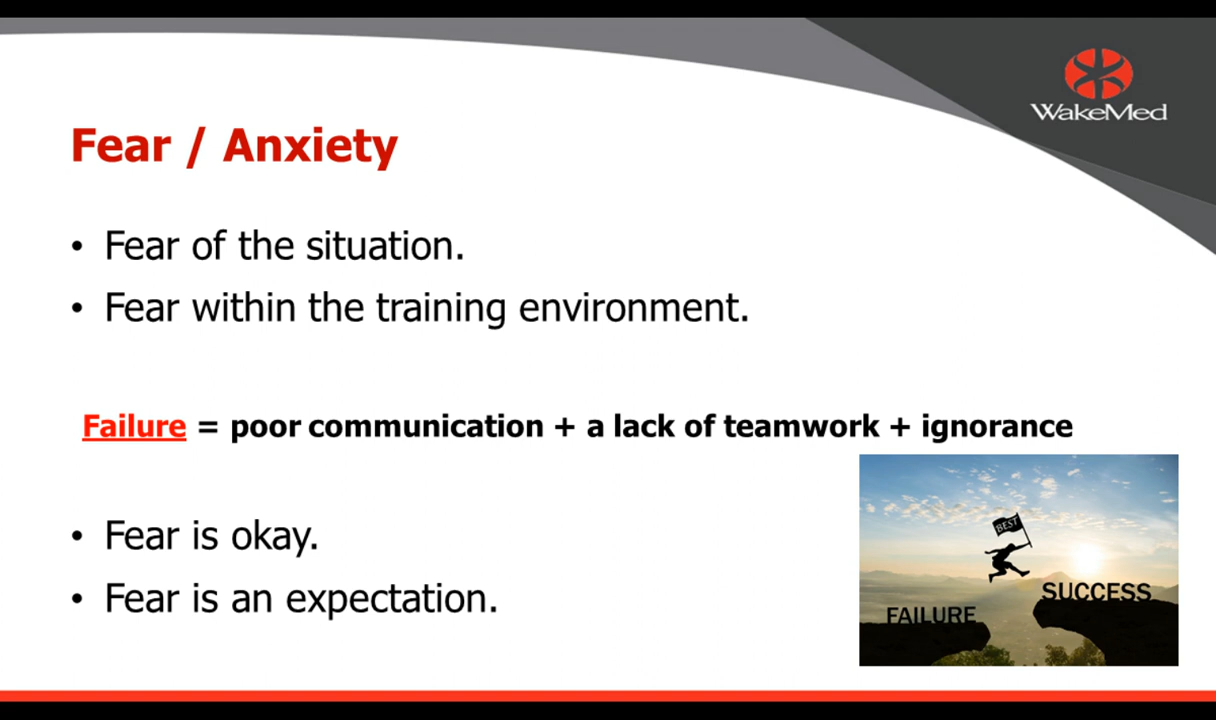 WakeMed
Fear / Anxiety
• Fear of the situation.
• Fear within the training environment.
Failure = poor communication + a lack of teamwork + ignorance
• Fear is okay.
• Fear is an expectation.
BEST
SUCCESS
FAILURE